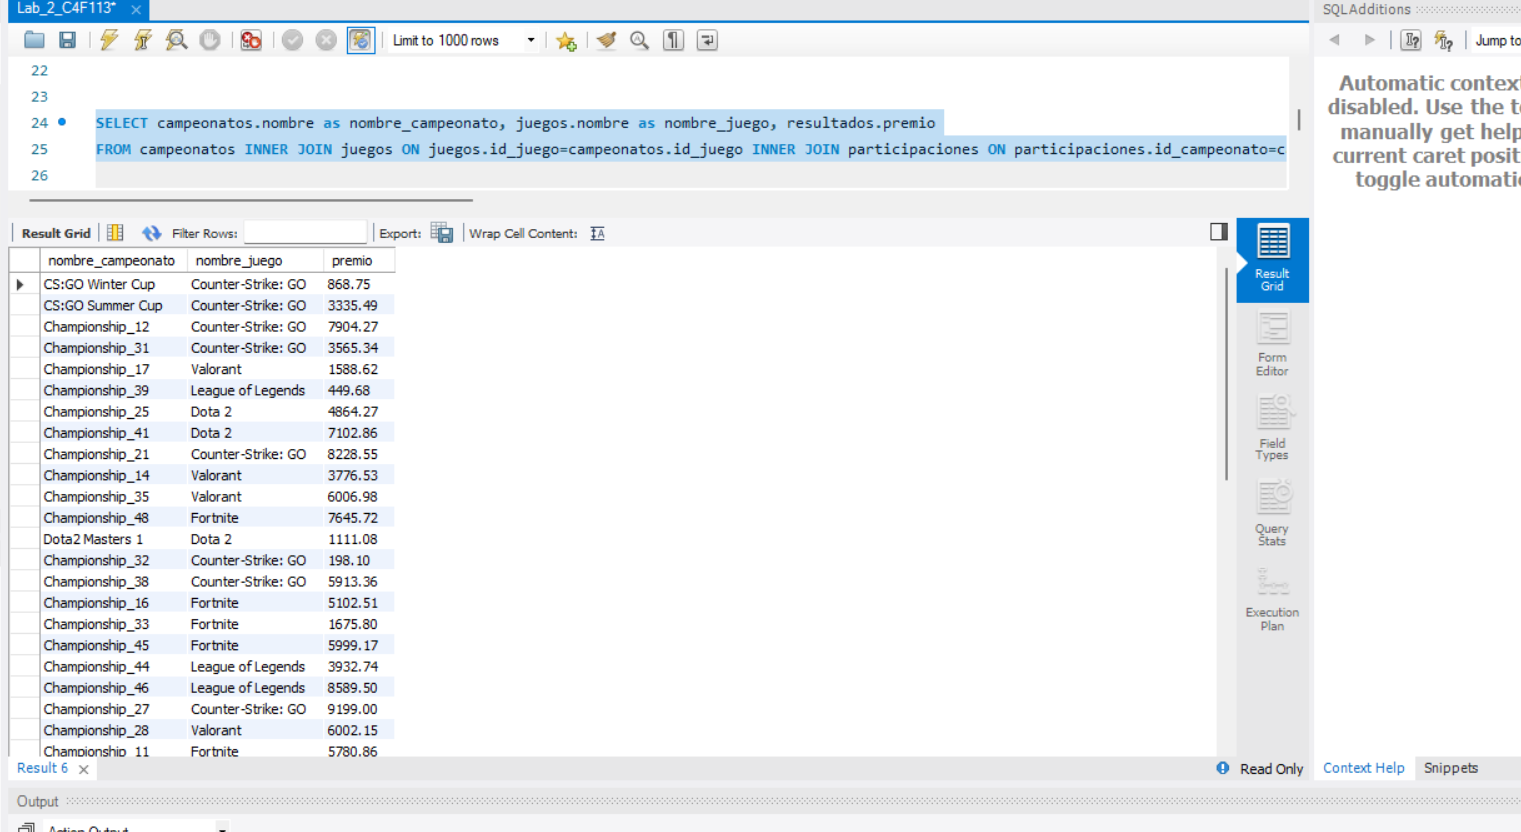 Lab_2_C4F113*
SQLAdditions
Limit to 1000 rows
Jump to
22
23
24 SELECT campeonatos.nombre as nombre_campeonato, juegos.nombre as nombre_juego, resultados.premio
25 FROM campeonatos INNER JOIN juegos ON juegos.id_juego=campeonatos.id_juego INNER JOIN participaciones ON participaciones.id_campeonato=c
26
Automatic context
disabled. Use the to
manually get help
current caret posit
toggle automatic
Result Grid Filter Rows: Export: Wrap Cell Content:
nombre_campeonato nombre_juego premio
CS:GO Winter Cup Counter-Strike: GO 868.75
CS:GO Summer Cup Counter-Strike: GO 3335.49
Championship_12 Counter-Strike: GO 7904.27
Championship_31 Counter-Strike: GO 3565.34
Championship_17 Valorant 1588.62
Championship_39 League of Legends 449.68
Championship_25 Dota 2 4864.27
Championship_41 Dota 2 7102.86
Championship_21 Counter-Strike: GO 8228.55
Championship_14 Valorant 3776.53
Championship_35 Valorant 6006.98
Championship_48 Fortnite 7645.72
Dota2 Masters 1 Dota 2 1111.08
Championship_32 Counter-Strike: GO 198.10
Championship_38 Counter-Strike: GO 5913.36
Championship_16 Fortnite 5102.51
Championship_33 Fortnite 1675.80
Championship_45 Fortnite 5999.17
Championship_44 League of Legends 3932.74
Championship_46 League of Legends 8589.50
Championship_27 Counter-Strike: GO 9199.00
Championship_28 Valorant 6002.15
Championship_11 Fortnite 5780.86
Result
Grid
Form
Editor
Field
Types
Query
Stats
Execution
Plan
Result 6
Read Only
Context Help Snippets
Output
Action Output